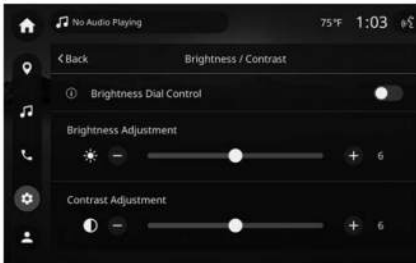 No Audio Playing
75°F 1:03
Back
Brightness / Contrast
Brightness Dial Control
Brightness Adjustment
6
Contrast Adjustment
6